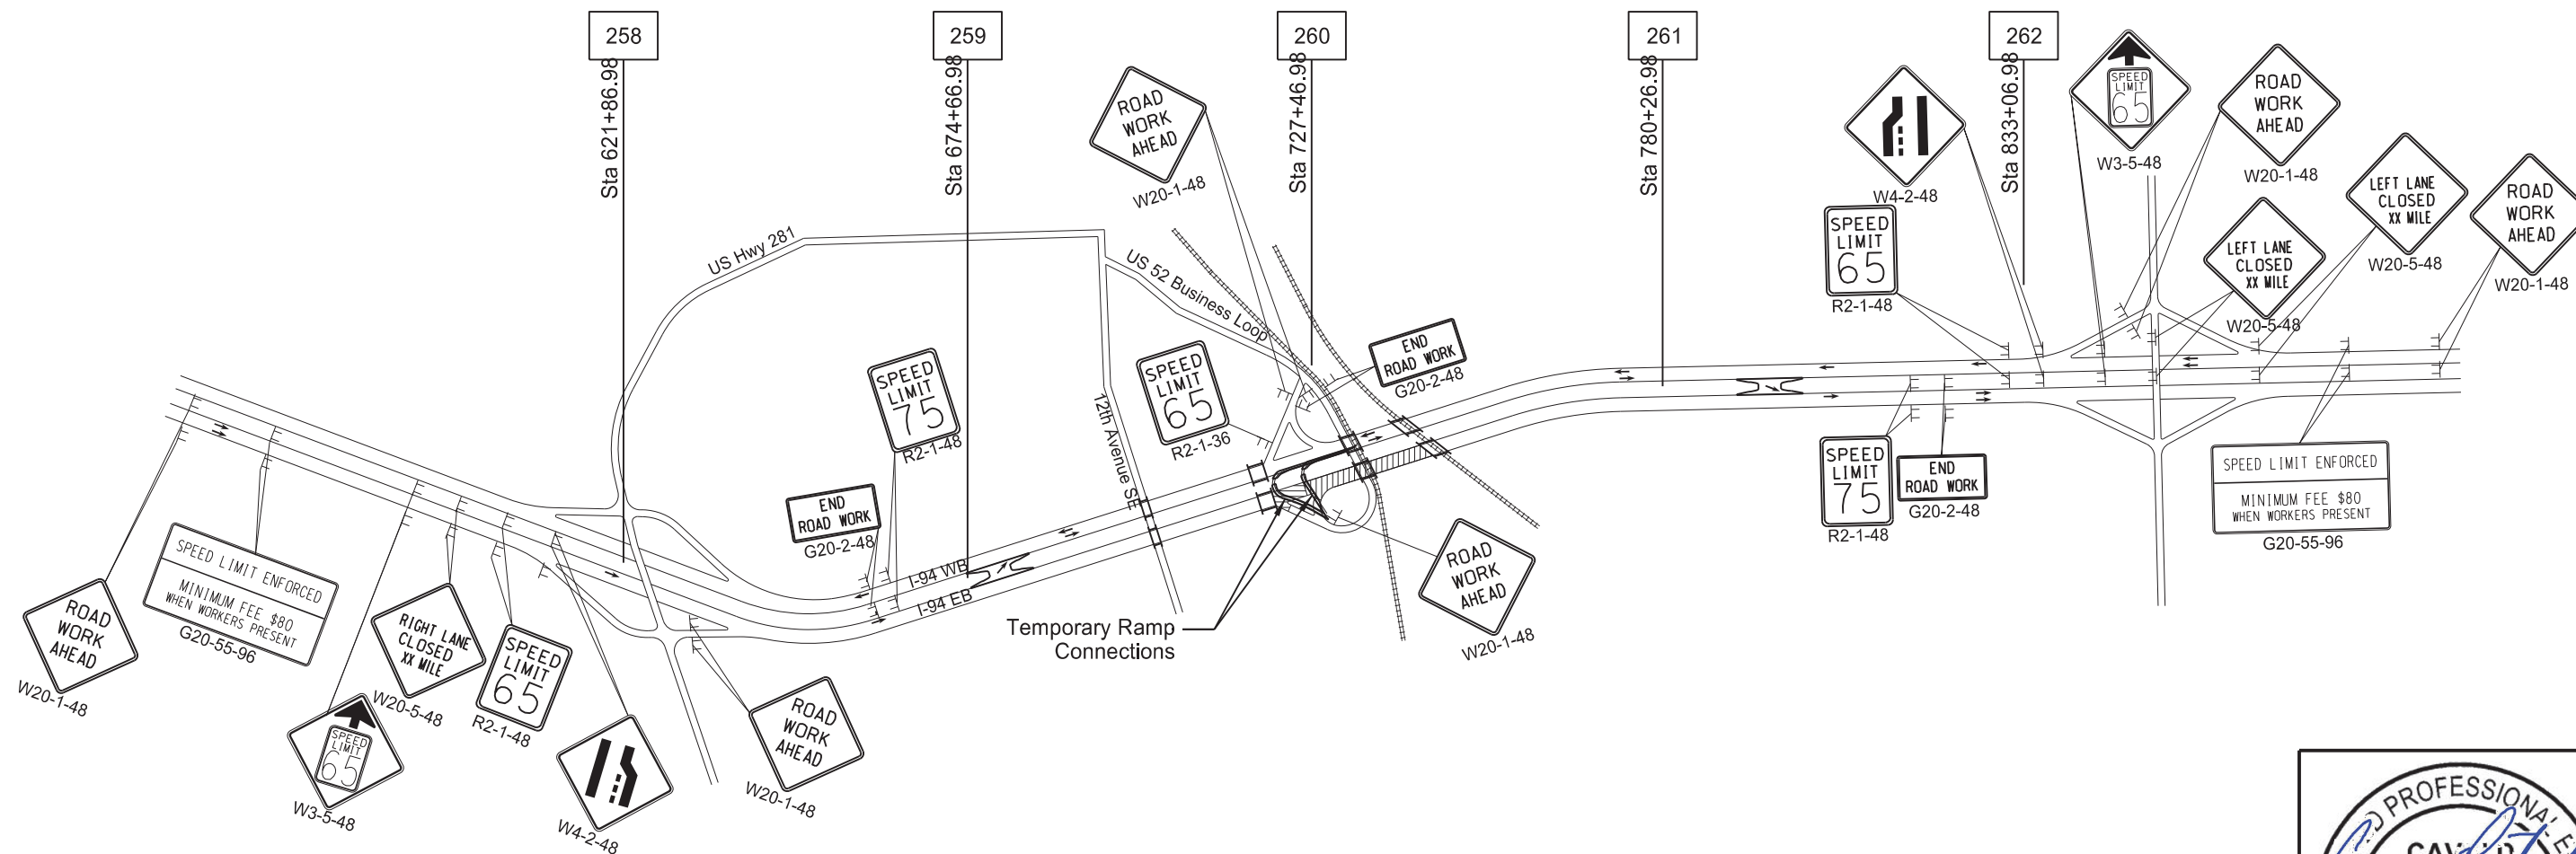 258
259
260
261
262
Sta 621+86.98
Sta 674+66.98
Sta 727+46.98
Sta 780+26.98
Sta 833+06.98
ROAD
WORK
AHEAD
W20-1-48
W4-2-48
SPEED
LIMIT
65
W3-5-48
ROAD
WORK
AHEAD
W20-1-48
LEFT LANE
CLOSED
XX MILE
W20-5-48
ROAD
WORK
AHEAD
W20-1-48
SPEED
LIMIT
65
R2-1-48
LEFT LANE
CLOSED
XX MILE
W20-5-48
US Hwy 281
US 52 Business Loop
12th Avenue SE
SPEED
LIMIT
75
R2-1-48
SPEED
LIMIT
65
R2-1-36
END
ROAD WORK
G20-2-48
END
ROAD WORK
G20-2-48
I-94 WB
I-94 EB
Temporary Ramp
Connections
ROAD
WORK
AHEAD
W20-1-48
SPEED
LIMIT
75
R2-1-48
END
ROAD WORK
G20-2-48
SPEED LIMIT ENFORCED
MINIMUM FEE $80
WHEN WORKERS PRESENT
G20-55-96
ROAD
WORK
AHEAD
W20-1-48
SPEED LIMIT ENFORCED
MINIMUM FEE $80
WHEN WORKERS PRESENT
G20-55-96
SPEED
LIMIT
65
W3-5-48
RIGHT LANE
CLOSED
XX MILE
W20-5-48
SPEED
LIMIT
65
R2-1-48
W4-2-48
ROAD
WORK
AHEAD
W20-1-48
PROFESSIONAL